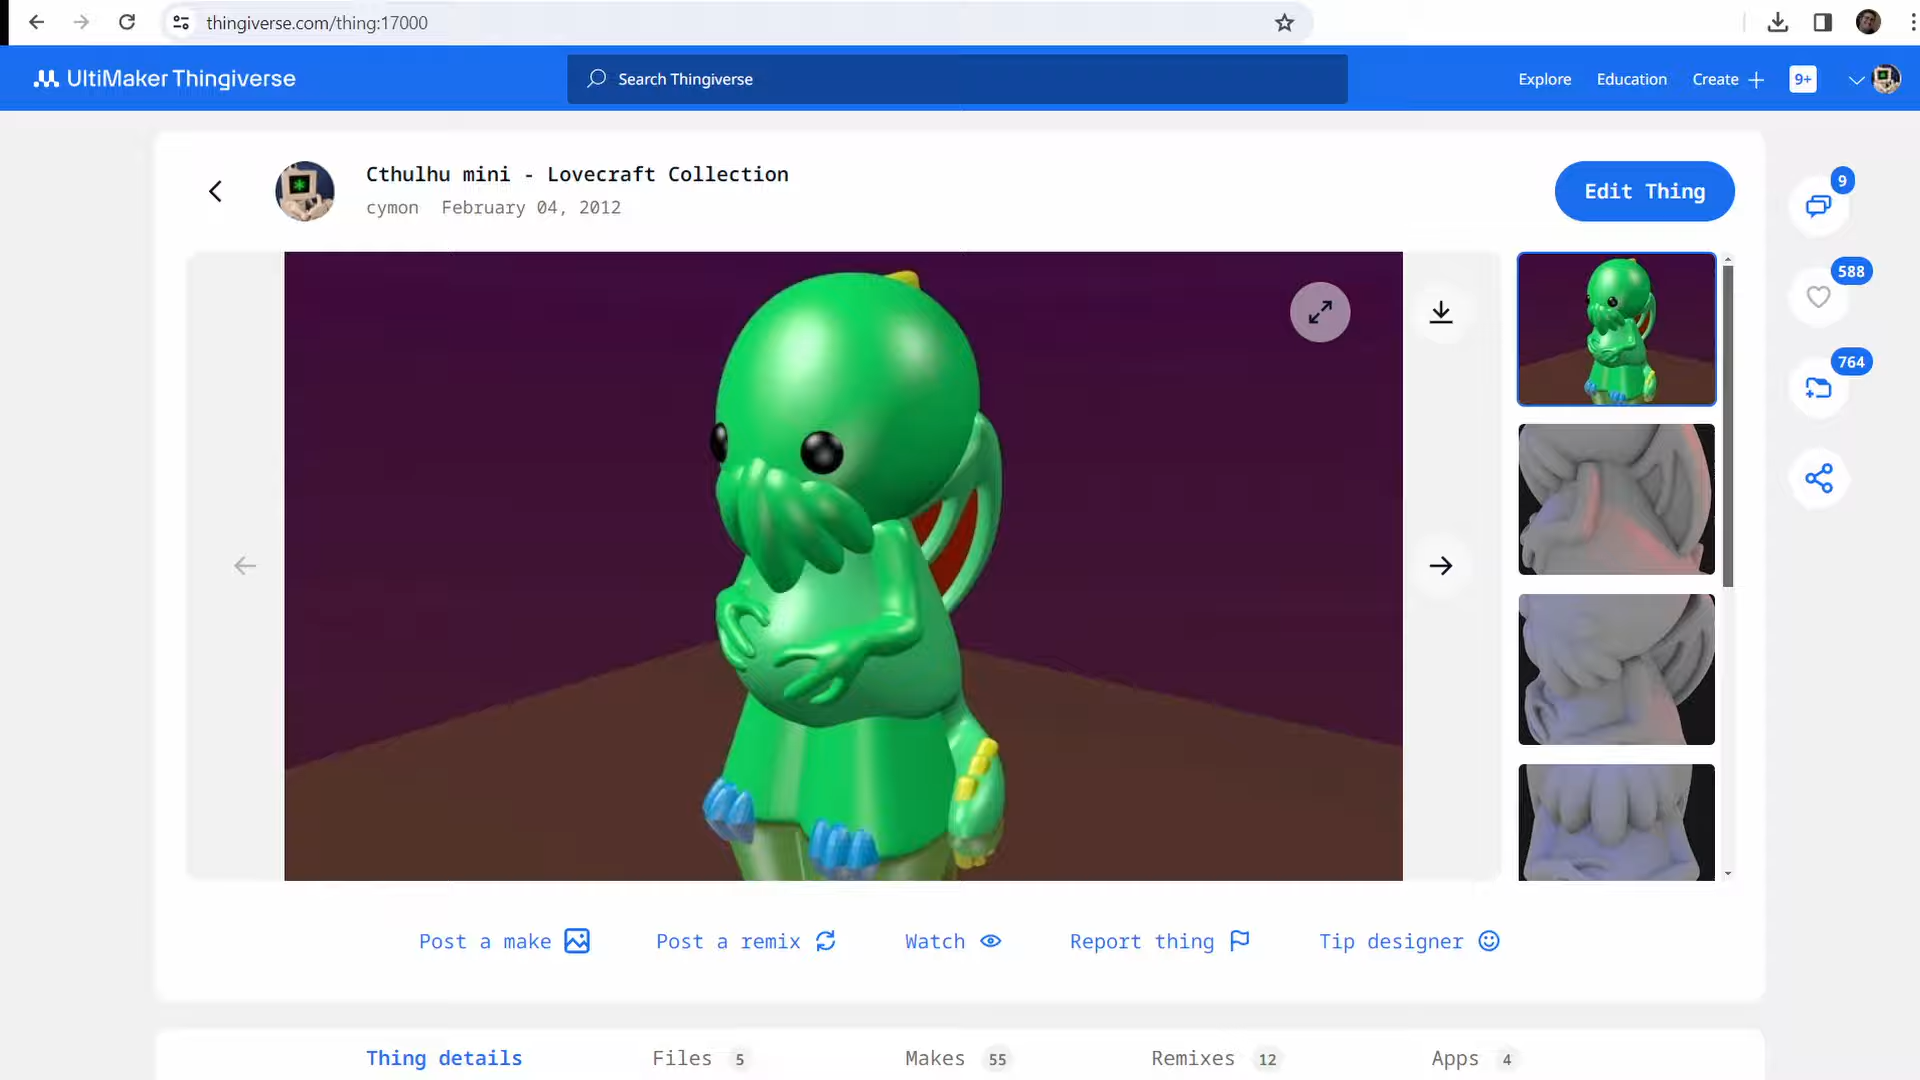 thingiverse.com/thing:17000
UltiMaker Thingiverse
Search Thingiverse
Explore
Education
Create
9+
Cthulhu mini - Lovecraft Collection
cymon February 04, 2012
Edit Thing
9
588
764
Post a make
Post a remix
Watch
Report thing
Tip designer
Thing details
Files 5
Makes 55
Remixes 12
Apps 4